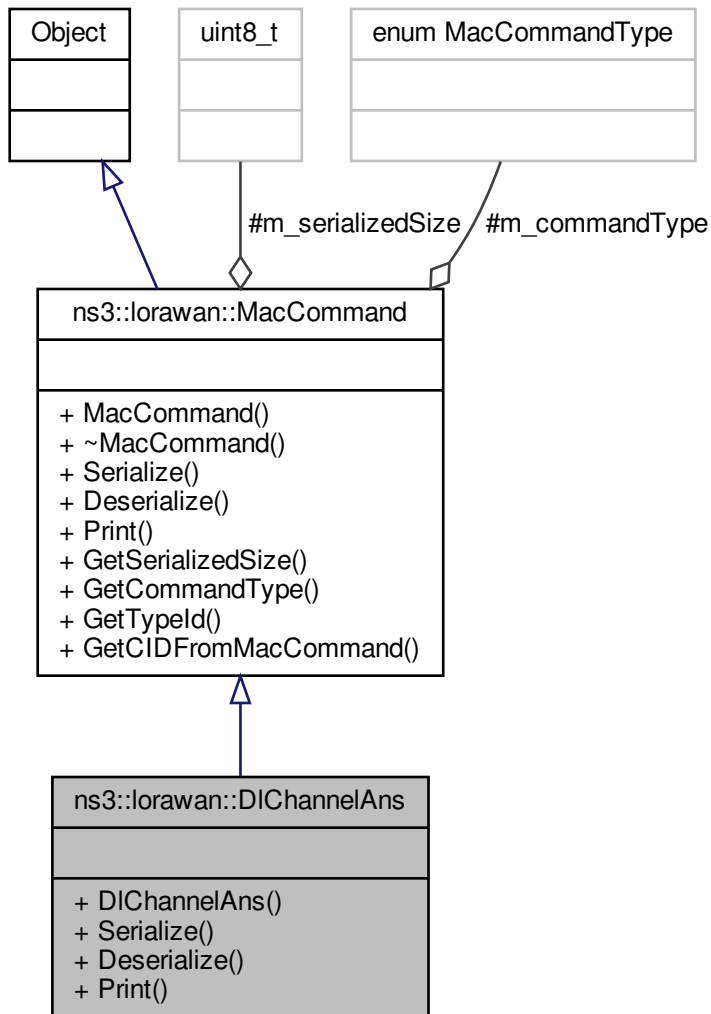 Object
uint8_t
enum MacCommandType
#m_serializedSize
#m_commandType
ns3::lorawan::MacCommand
+ MacCommand()
+ ~MacCommand()
+ Serialize()
+ Deserialize()
+ Print()
+ GetSerializedSize()
+ GetCommandType()
+ GetTypeId()
+ GetCIDFromMacCommand()
ns3::lorawan::DlChannelAns
+ DlChannelAns()
+ Serialize()
+ Deserialize()
+ Print()